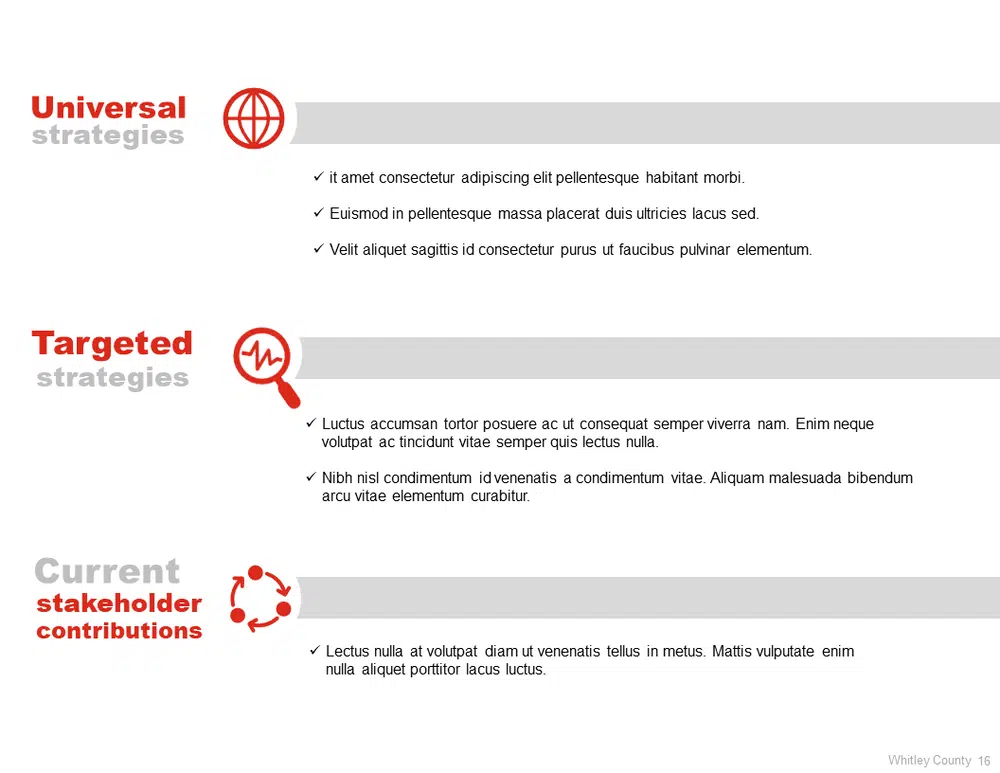 Universal
strategies
✓ it amet consectetur adipiscing elit pellentesque habitant morbi.
✓ Euismod in pellentesque massa placerat duis ultricies lacus sed.
✓ Velit aliquet sagittis id consectetur purus ut faucibus pulvinar elementum.
Targeted
strategies
✓ Luctus accumsan tortor posuere ac ut consequat semper viverra nam. Enim neque
volutpat ac tincidunt vitae semper quis lectus nulla.
✓ Nibh nisl condimentum id venenatis a condimentum vitae. Aliquam malesuada bibendum
arcu vitae elementum curabitur.
Current
stakeholder
contributions
✓ Lectus nulla at volutpat diam ut venenatis tellus in metus. Mattis vulputate enim
nulla aliquet porttitor lacus luctus.
Whitley County 16